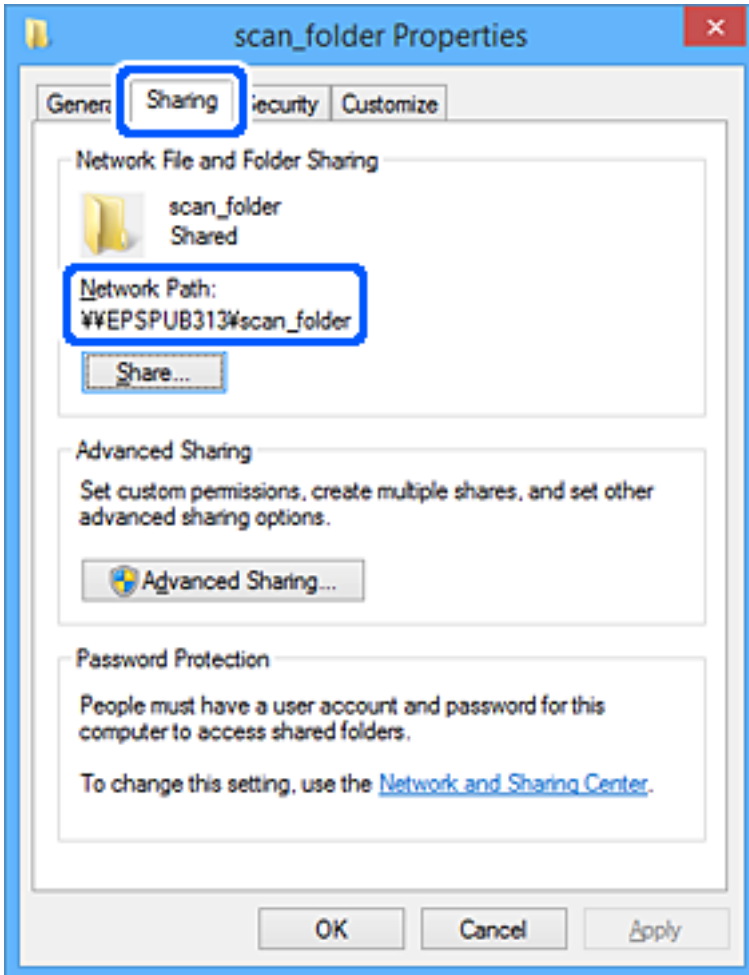 scan_folder Properties
Sharing Customize
Network File and Folder Sharing
scan_folder
Shared
Network Path:
¥¥EPSPUB313¥scan_folder
Share...
Advanced Sharing
Set custom permissions, create multiple shares, and set other
advanced sharing options.
Advanced Sharing...
Password Protection
People must have a user account and password for this
computer to access shared folders.
To change this setting, use the Network and Sharing Center.
OK Cancel Apply